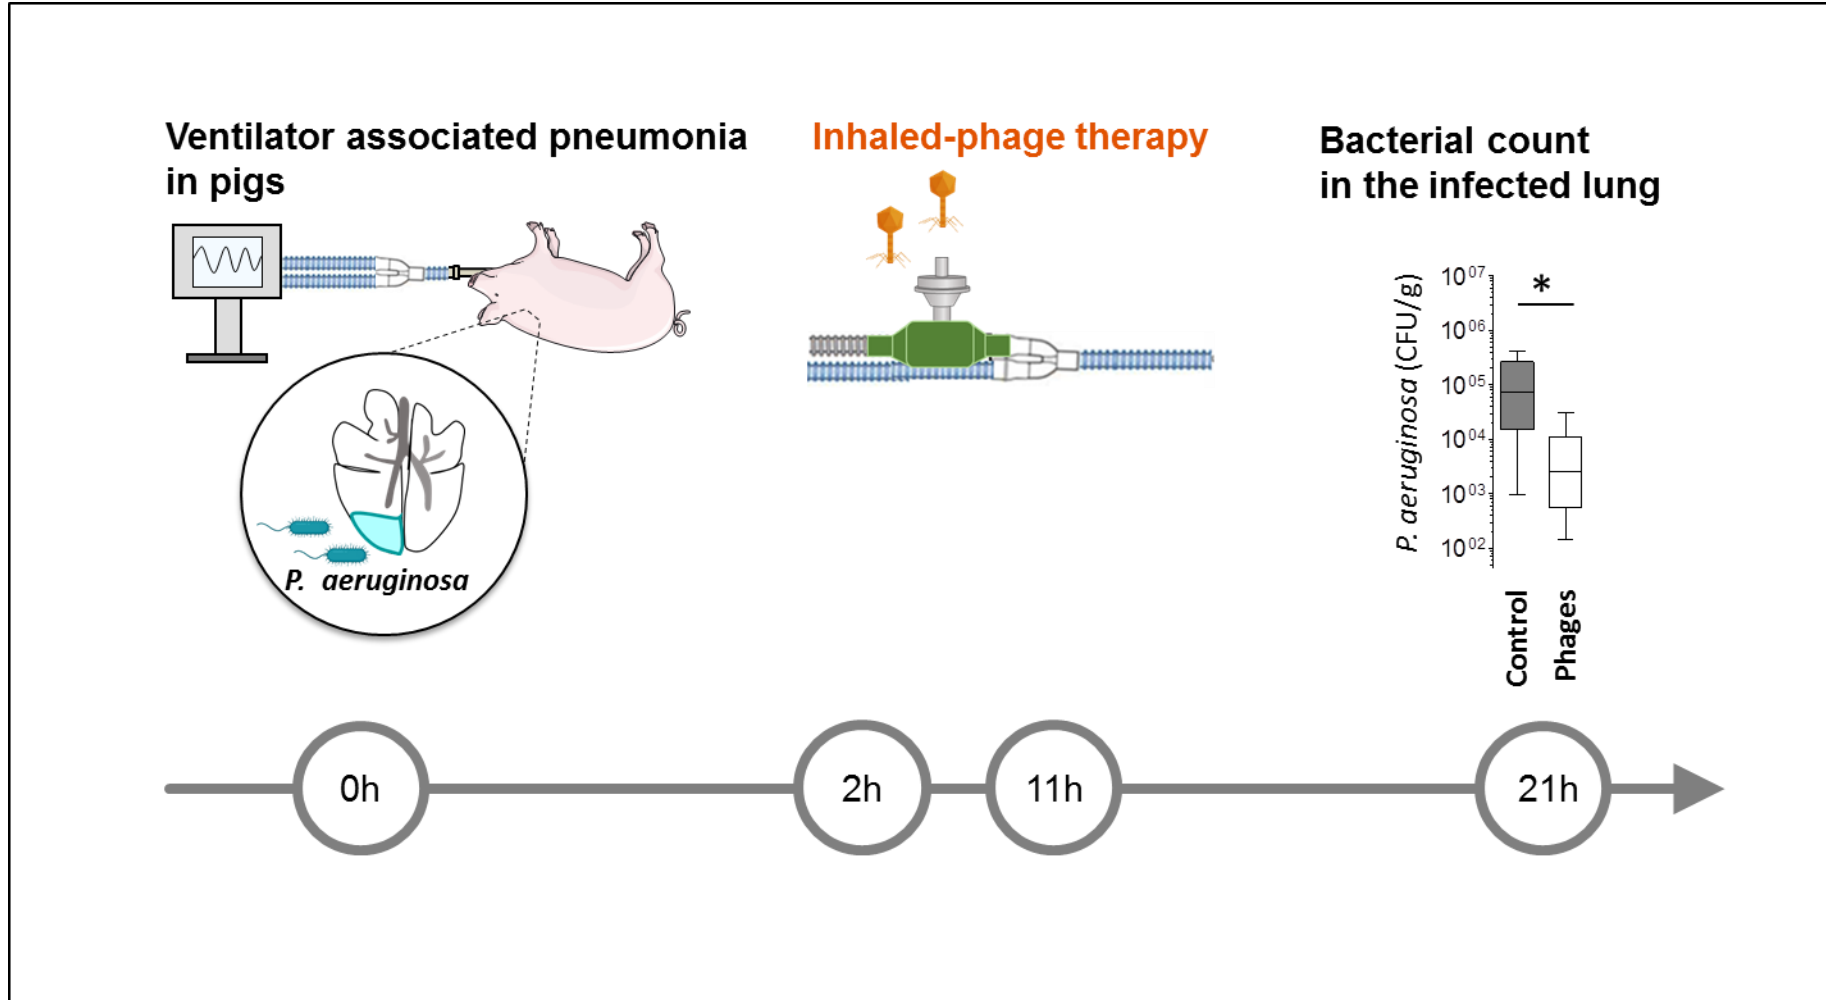 Ventilator associated pneumonia
in pigs
P. aeruginosa
Inhaled-phage therapy
Bacterial count
in the infected lung
P. aeruginosa (CFU/g)
10^07
10^06
10^05
10^04
10^03
10^02
*
Control
Phages
0h
2h
11h
21h